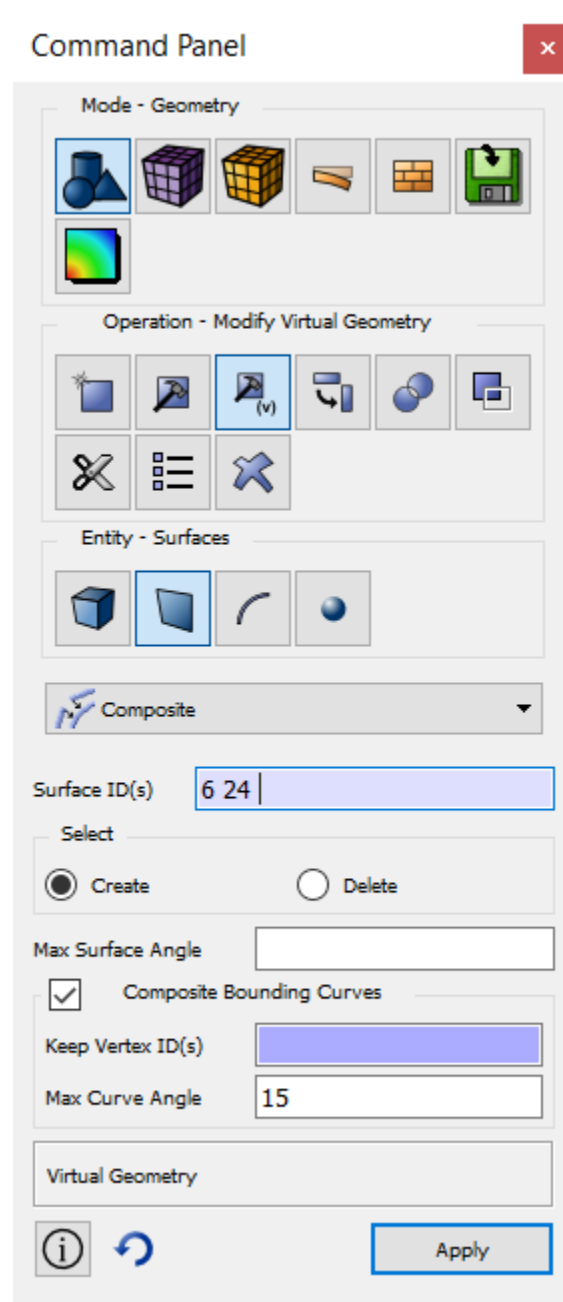 Command Panel
Mode - Geometry
Operation - Modify Virtual Geometry
(v)
Entity - Surfaces
Composite
Surface ID(s) 6 24
Select
Create Delete
Max Surface Angle
Composite Bounding Curves
Keep Vertex ID(s)
Max Curve Angle 15
Virtual Geometry
Apply